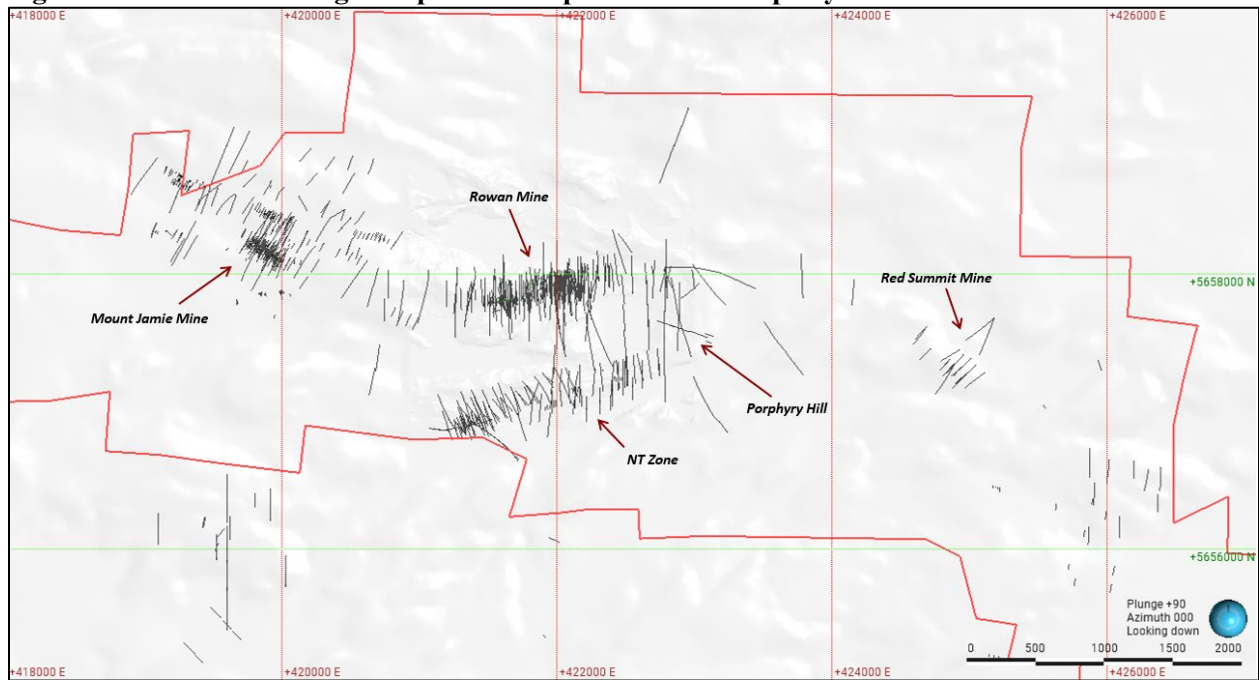 +418000 E
+420000 E
+422000 E
+424000 E
+426000 E
Rowan Mine
Red Summit Mine
+5658000 N
Mount Jamie Mine
Porphyry Hill
NT Zone
+5656000 N
Plunge +90
Azimuth 000
Looking down
0 500 1000 1500 2000
+418000 E
+420000 E
+422000 E
+424000 E
+426000 E